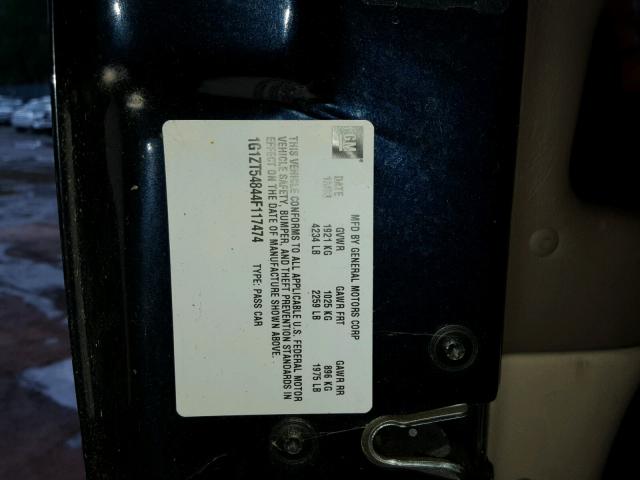 GM
MFD BY GENERAL MOTORS CORP
DATE GVWR GAWR FRT GAWR RR
1921 KG 1025 KG 896 KG
4234 LB 2259 LB 1975 LB
THIS VEHICLE CONFORMS TO ALL APPLICABLE U.S. FEDERAL MOTOR
VEHICLE SAFETY, BUMPER, AND THEFT PREVENTION STANDARDS IN
EFFECT ON THE DATE OF MANUFACTURE SHOWN ABOVE.
1G1ZT54844F117474 TYPE: PASS CAR